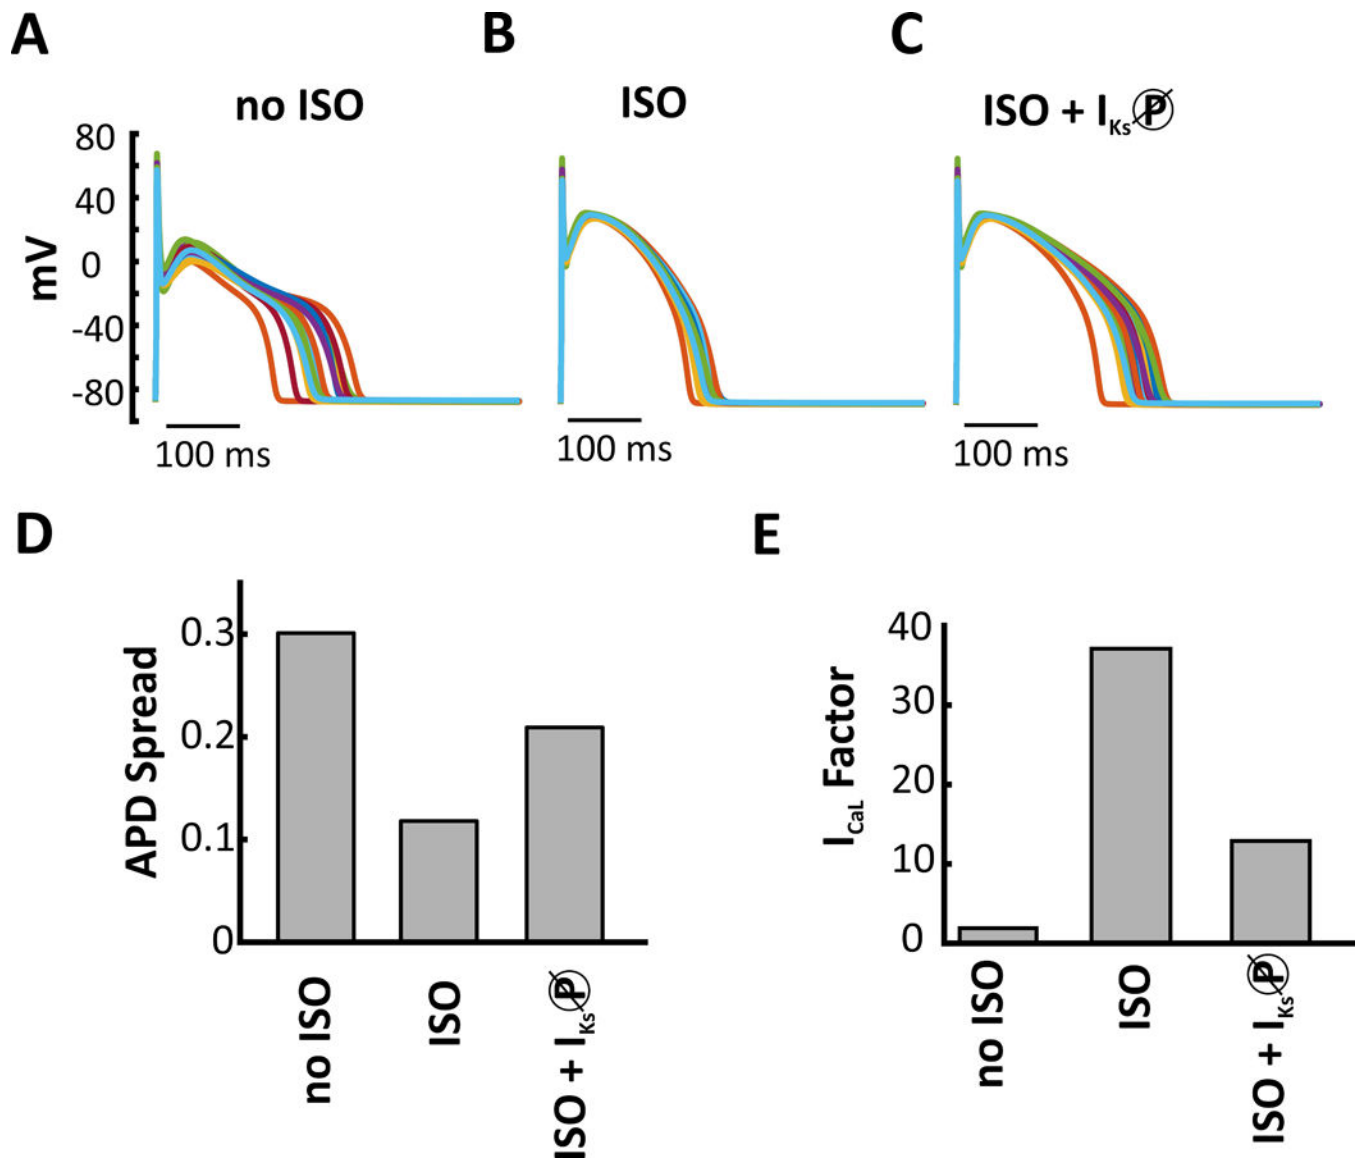 A
B
C
no ISO
ISO
ISO + IKs P
80
40
0
-40
-80
mV
100 ms
100 ms
100 ms
D
E
0.3
0.2
0.1
0
APD Spread
no ISO
ISO
ISO + IKs P
40
30
20
10
0
ICaL Factor
no ISO
ISO
ISO + IKs P